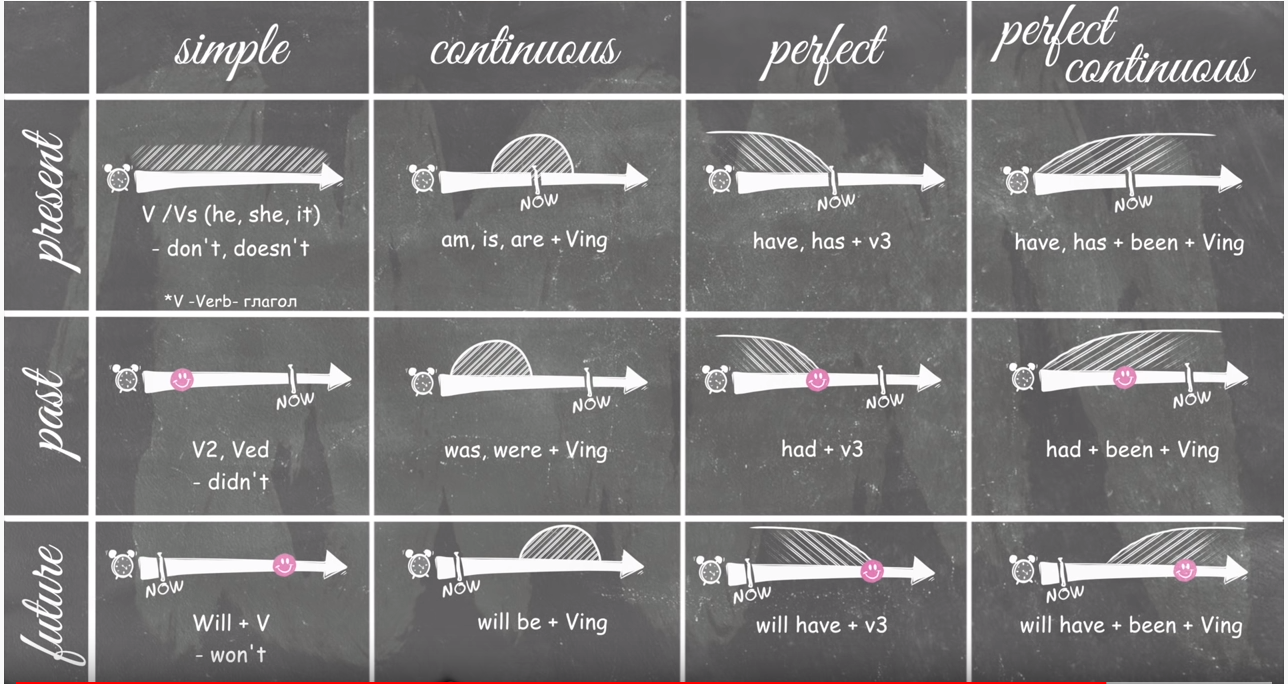 simple
continuous
perfect
perfect continuous
present
V /Vs (he, she, it)
- don't, doesn't
*V -Verb- глагол
NOW
am, is, are + Ving
NOW
have, has + v3
NOW
have, has + been + Ving
past
NOW
V2, Ved
- didn't
NOW
was, were + Ving
NOW
had + v3
NOW
had + been + Ving
future
NOW
Will + V
- won't
NOW
will be + Ving
NOW
will have + v3
NOW
will have + been + Ving